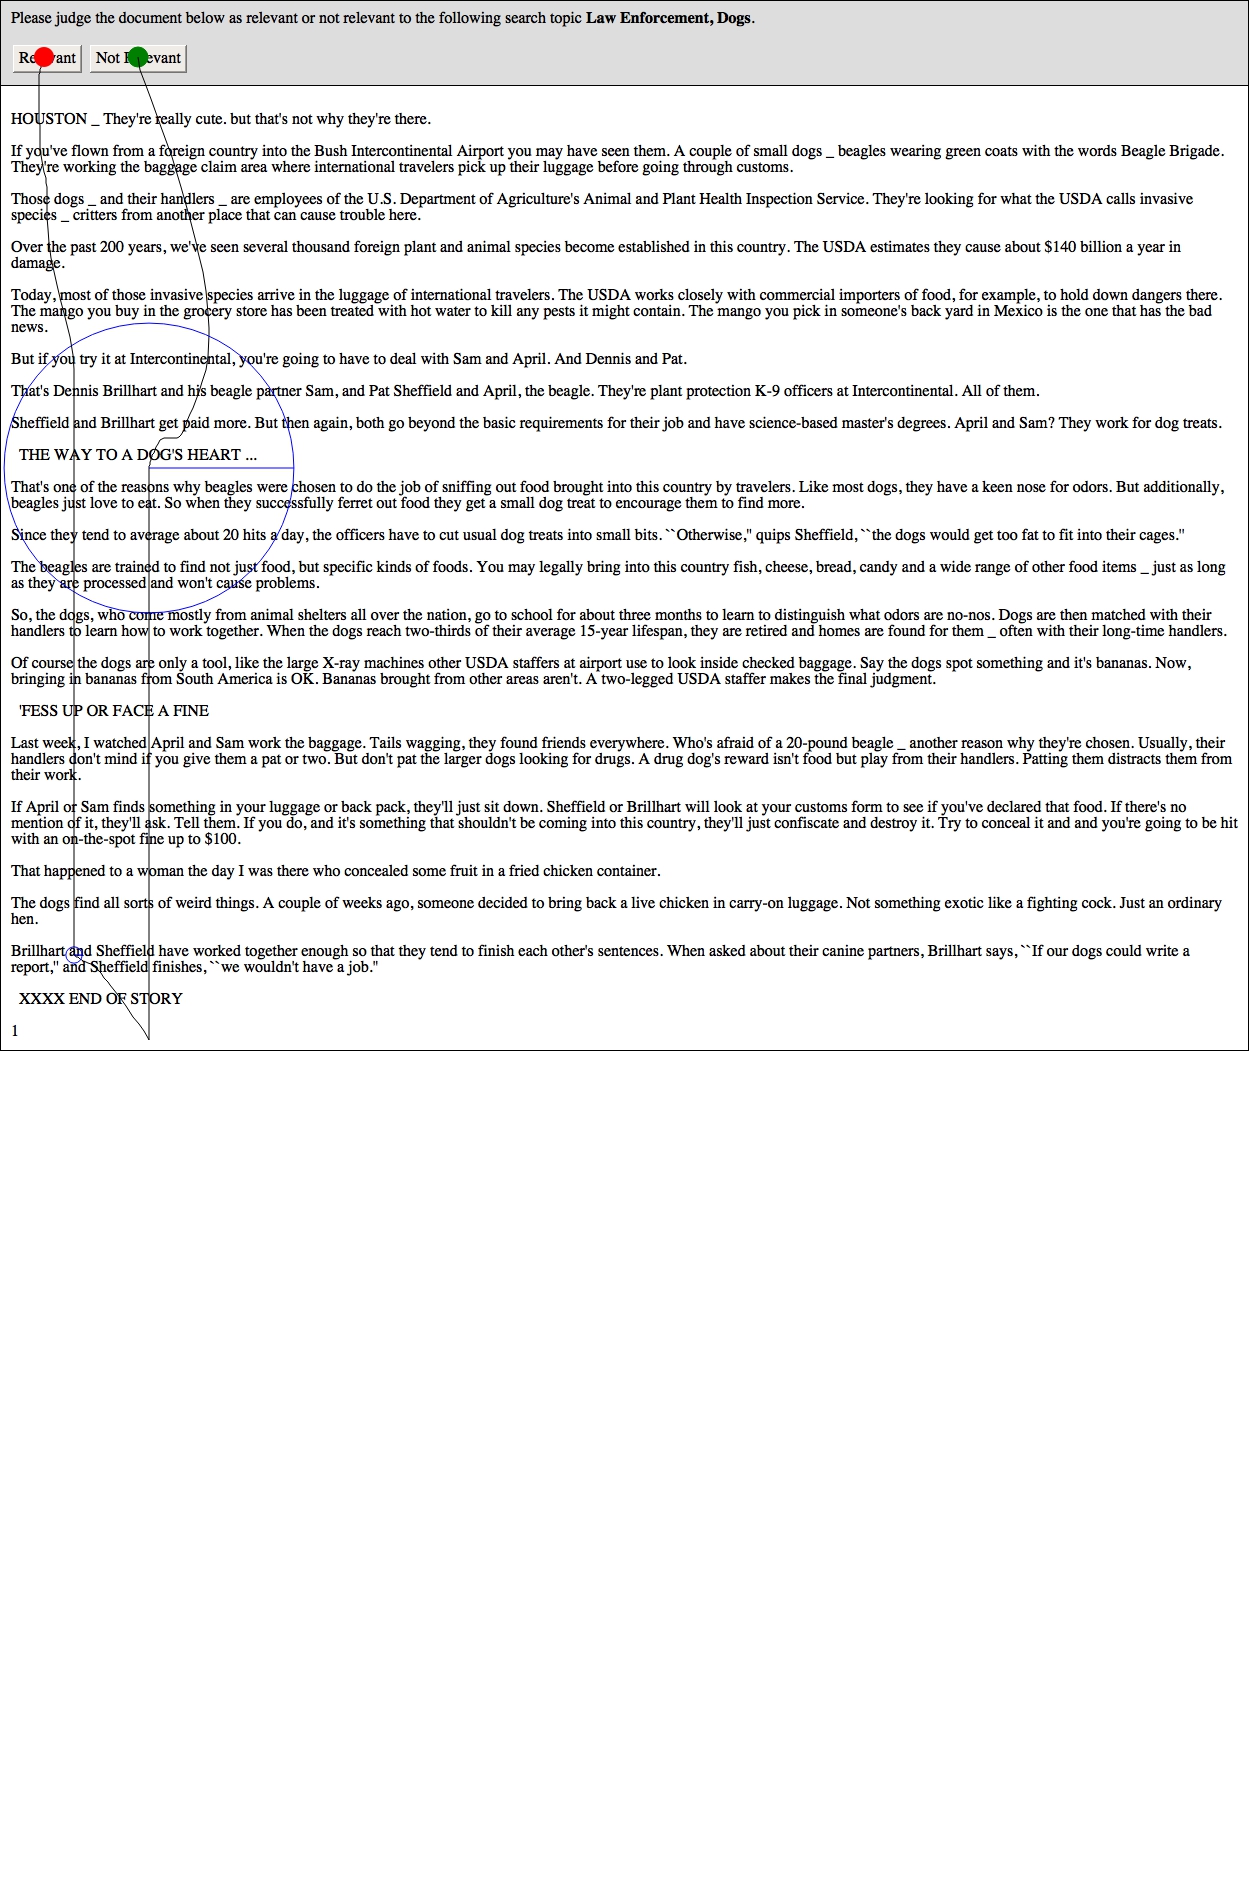 Please judge the document below as relevant or not relevant to the following search topic Law Enforcement, Dogs.
Relevant Not Relevant
HOUSTON _ They're really cute. but that's not why they're there.
If you've flown from a foreign country into the Bush Intercontinental Airport you may have seen them. A couple of small dogs _ beagles wearing green coats with the words Beagle Brigade.
They're working the baggage claim area where international travelers pick up their luggage before going through customs.
Those dogs _ and their handlers _ are employees of the U.S. Department of Agriculture's Animal and Plant Health Inspection Service. They're looking for what the USDA calls invasive
species _ critters from another place that can cause trouble here.
Over the past 200 years, we've seen several thousand foreign plant and animal species become established in this country. The USDA estimates they cause about $140 billion a year in
damage.
Today, most of those invasive species arrive in the luggage of international travelers. The USDA works closely with commercial importers of food, for example, to hold down dangers there.
The mango you buy in the grocery store has been treated with hot water to kill any pests it might contain. The mango you pick in someone's back yard in Mexico is the one that has the bad
news.
But if you try it at Intercontinental, you're going to have to deal with Sam and April. And Dennis and Pat.
That's Dennis Brillhart and his beagle partner Sam, and Pat Sheffield and April, the beagle. They're plant protection K-9 officers at Intercontinental. All of them.
Sheffield and Brillhart get paid more. But then again, both go beyond the basic requirements for their job and have science-based master's degrees. April and Sam? They work for dog treats.
THE WAY TO A DOG'S HEART ...
That's one of the reasons why beagles were chosen to do the job of sniffing out food brought into this country by travelers. Like most dogs, they have a keen nose for odors. But additionally,
beagles just love to eat. So when they successfully ferret out food they get a small dog treat to encourage them to find more.
Since they tend to average about 20 hits a day, the officers have to cut usual dog treats into small bits. ``Otherwise,'' quips Sheffield, ``the dogs would get too fat to fit into their cages.''
The beagles are trained to find not just food, but specific kinds of foods. You may legally bring into this country fish, cheese, bread, candy and a wide range of other food items _ just as long
as they are processed and won't cause problems.
So, the dogs, who come mostly from animal shelters all over the nation, go to school for about three months to learn to distinguish what odors are no-nos. Dogs are then matched with their
handlers to learn how to work together. When the dogs reach two-thirds of their average 15-year lifespan, they are retired and homes are found for them _ often with their long-time handlers.
Of course the dogs are only a tool, like the large X-ray machines other USDA staffers at airport use to look inside checked baggage. Say the dogs spot something and it's bananas. Now,
bringing in bananas from South America is OK. Bananas brought from other areas aren't. A two-legged USDA staffer makes the final judgment.
'FESS UP OR FACE A FINE
Last week, I watched April and Sam work the baggage. Tails wagging, they found friends everywhere. Who's afraid of a 20-pound beagle _ another reason why they're chosen. Usually, their
handlers don't mind if you give them a pat or two. But don't pat the larger dogs looking for drugs. A drug dog's reward isn't food but play from their handlers. Patting them distracts them from
their work.
If April or Sam finds something in your luggage or back pack, they'll just sit down. Sheffield or Brillhart will look at your customs form to see if you've declared that food. If there's no
mention of it, they'll ask. Tell them. If you do, and it's something that shouldn't be coming into this country, they'll just confiscate and destroy it. Try to conceal it and and you're going to be hit
with an on-the-spot fine up to $100.
That happened to a woman the day I was there who concealed some fruit in a fried chicken container.
The dogs find all sorts of weird things. A couple of weeks ago, someone decided to bring back a live chicken in carry-on luggage. Not something exotic like a fighting cock. Just an ordinary
hen.
Brillhart and Sheffield have worked together enough so that they tend to finish each other's sentences. When asked about their canine partners, Brillhart says, ``If our dogs could write a
report,'' and Sheffield finishes, ``we wouldn't have a job.''
XXXX END OF STORY
1